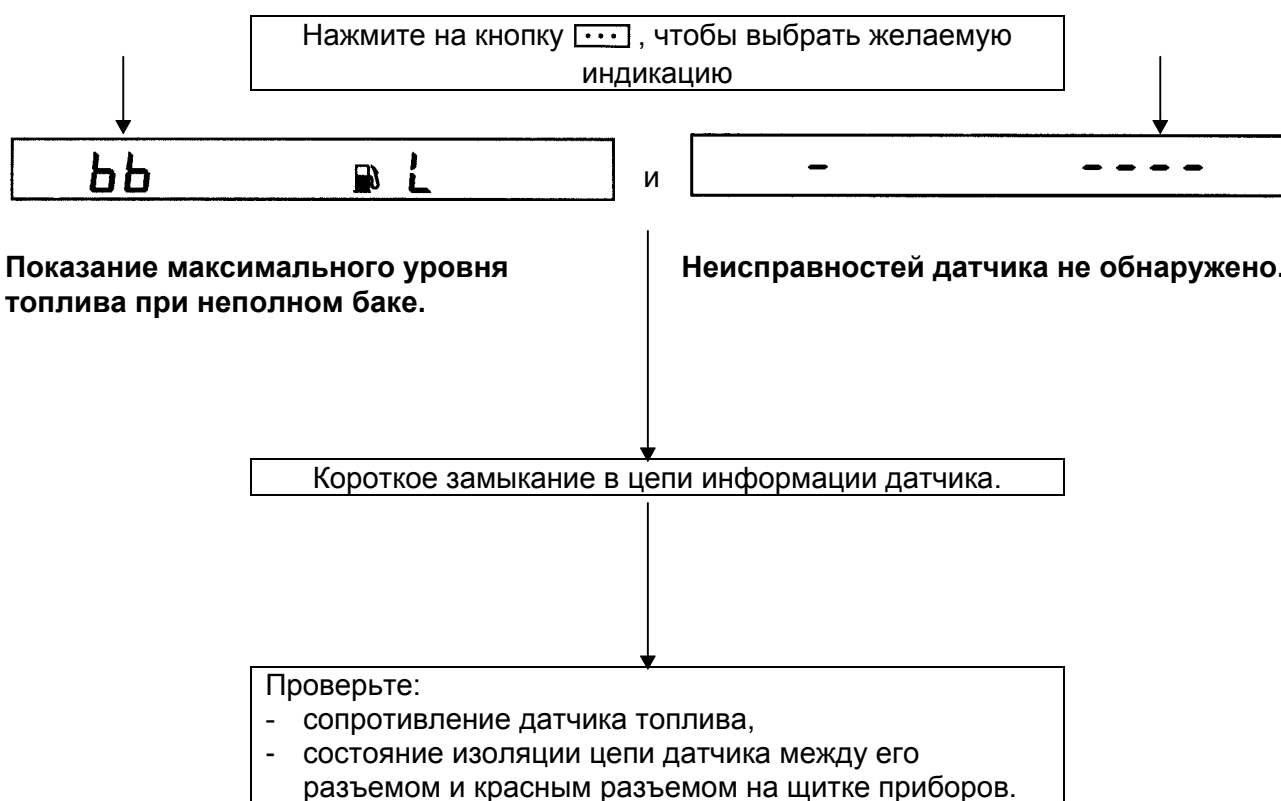 Нажмите на кнопку ..., чтобы выбрать желаемую
индикацию
bb L
и
- ----
Показание максимального уровня
топлива при неполном баке.
Неисправностей датчика не обнаружено.
Короткое замыкание в цепи информации датчика.
Проверьте:
- сопротивление датчика топлива,
- состояние изоляции цепи датчика между его
разъемом и красным разъемом на щитке приборов.